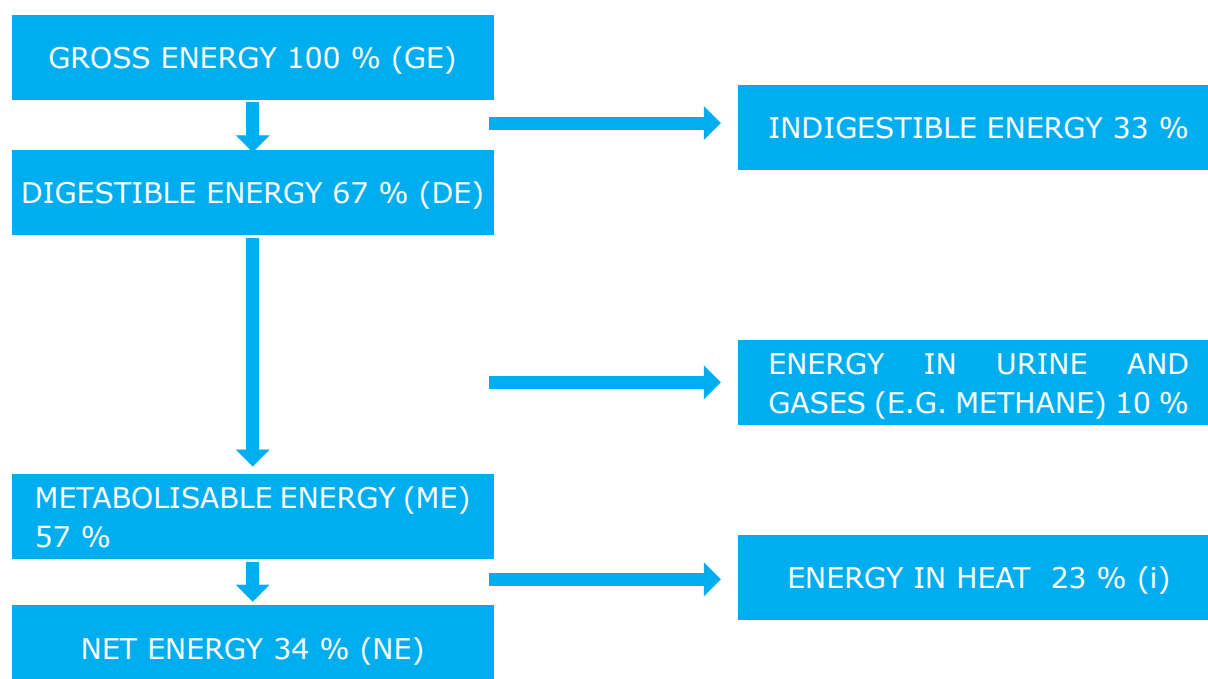 GROSS ENERGY 100 % (GE)
INDIGESTIBLE ENERGY 33 %
DIGESTIBLE ENERGY 67 % (DE)
ENERGY IN URINE AND
GASES (E.G. METHANE) 10 %
METABOLISABLE ENERGY (ME)
57 %
ENERGY IN HEAT 23 % (i)
NET ENERGY 34 % (NE)